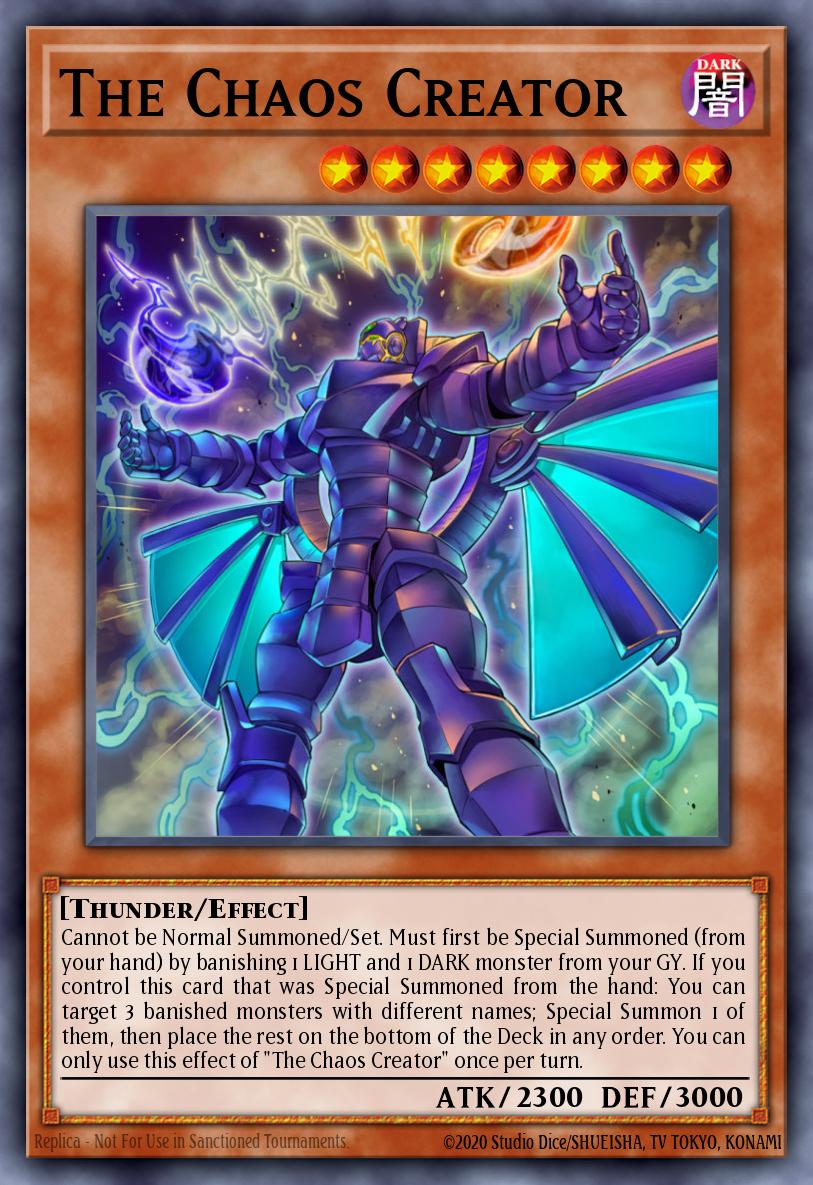 The Chaos Creator
DARK
闇
[Thunder/Effect]
Cannot be Normal Summoned/Set. Must first be Special Summoned (from
your hand) by banishing 1 LIGHT and 1 DARK monster from your GY. If you
control this card that was Special Summoned from the hand: You can
target 3 banished monsters with different names; Special Summon 1 of
them, then place the rest on the bottom of the Deck in any order. You can
only use this effect of "The Chaos Creator" once per turn.
ATK/2300 DEF/3000
Replica - Not For Use in Sanctioned Tournaments.
©2020 Studio Dice/SHUEISHA, TV TOKYO, KONAMI